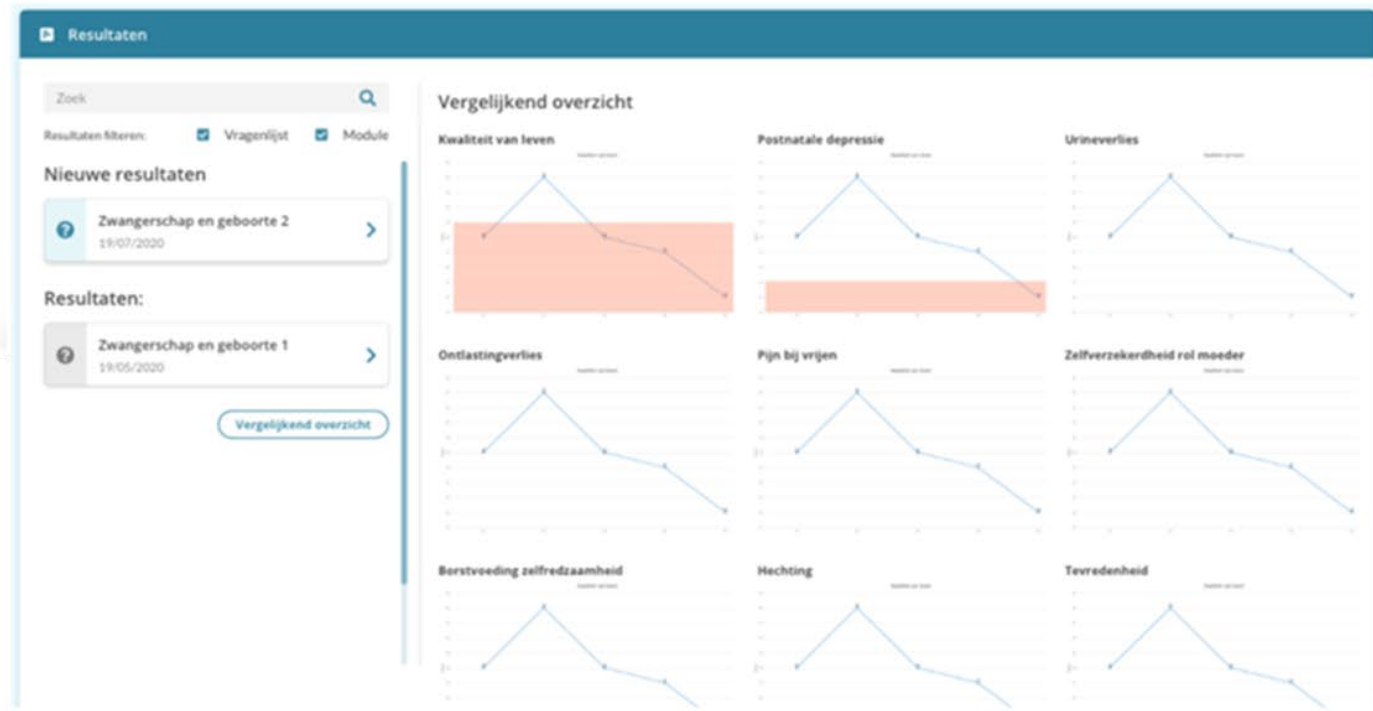 Resultaten
Zoek
Resultaten filteren: Vragenlijst Module
Nieuwe resultaten
Zwangerschap en geboorte 2
19/07/2020
Resultaten:
Zwangerschap en geboorte 1
19/05/2020
Vergelijkend overzicht
Vergelijkend overzicht
Kwaliteit van leven
Postnatale depressie
Urineverlies
Ontlastingverlies
Pijn bij vrijen
Zelfverzekerdheid rol moeder
Borstvoeding zelfredzaamheid
Hechting
Tevredenheid